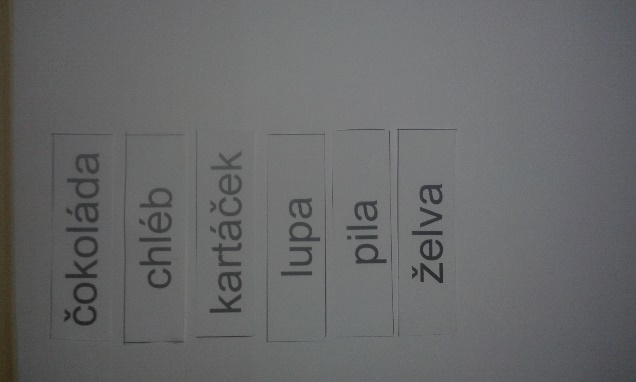 čokoláda
chléb
kartáček
lupa
pila
želva